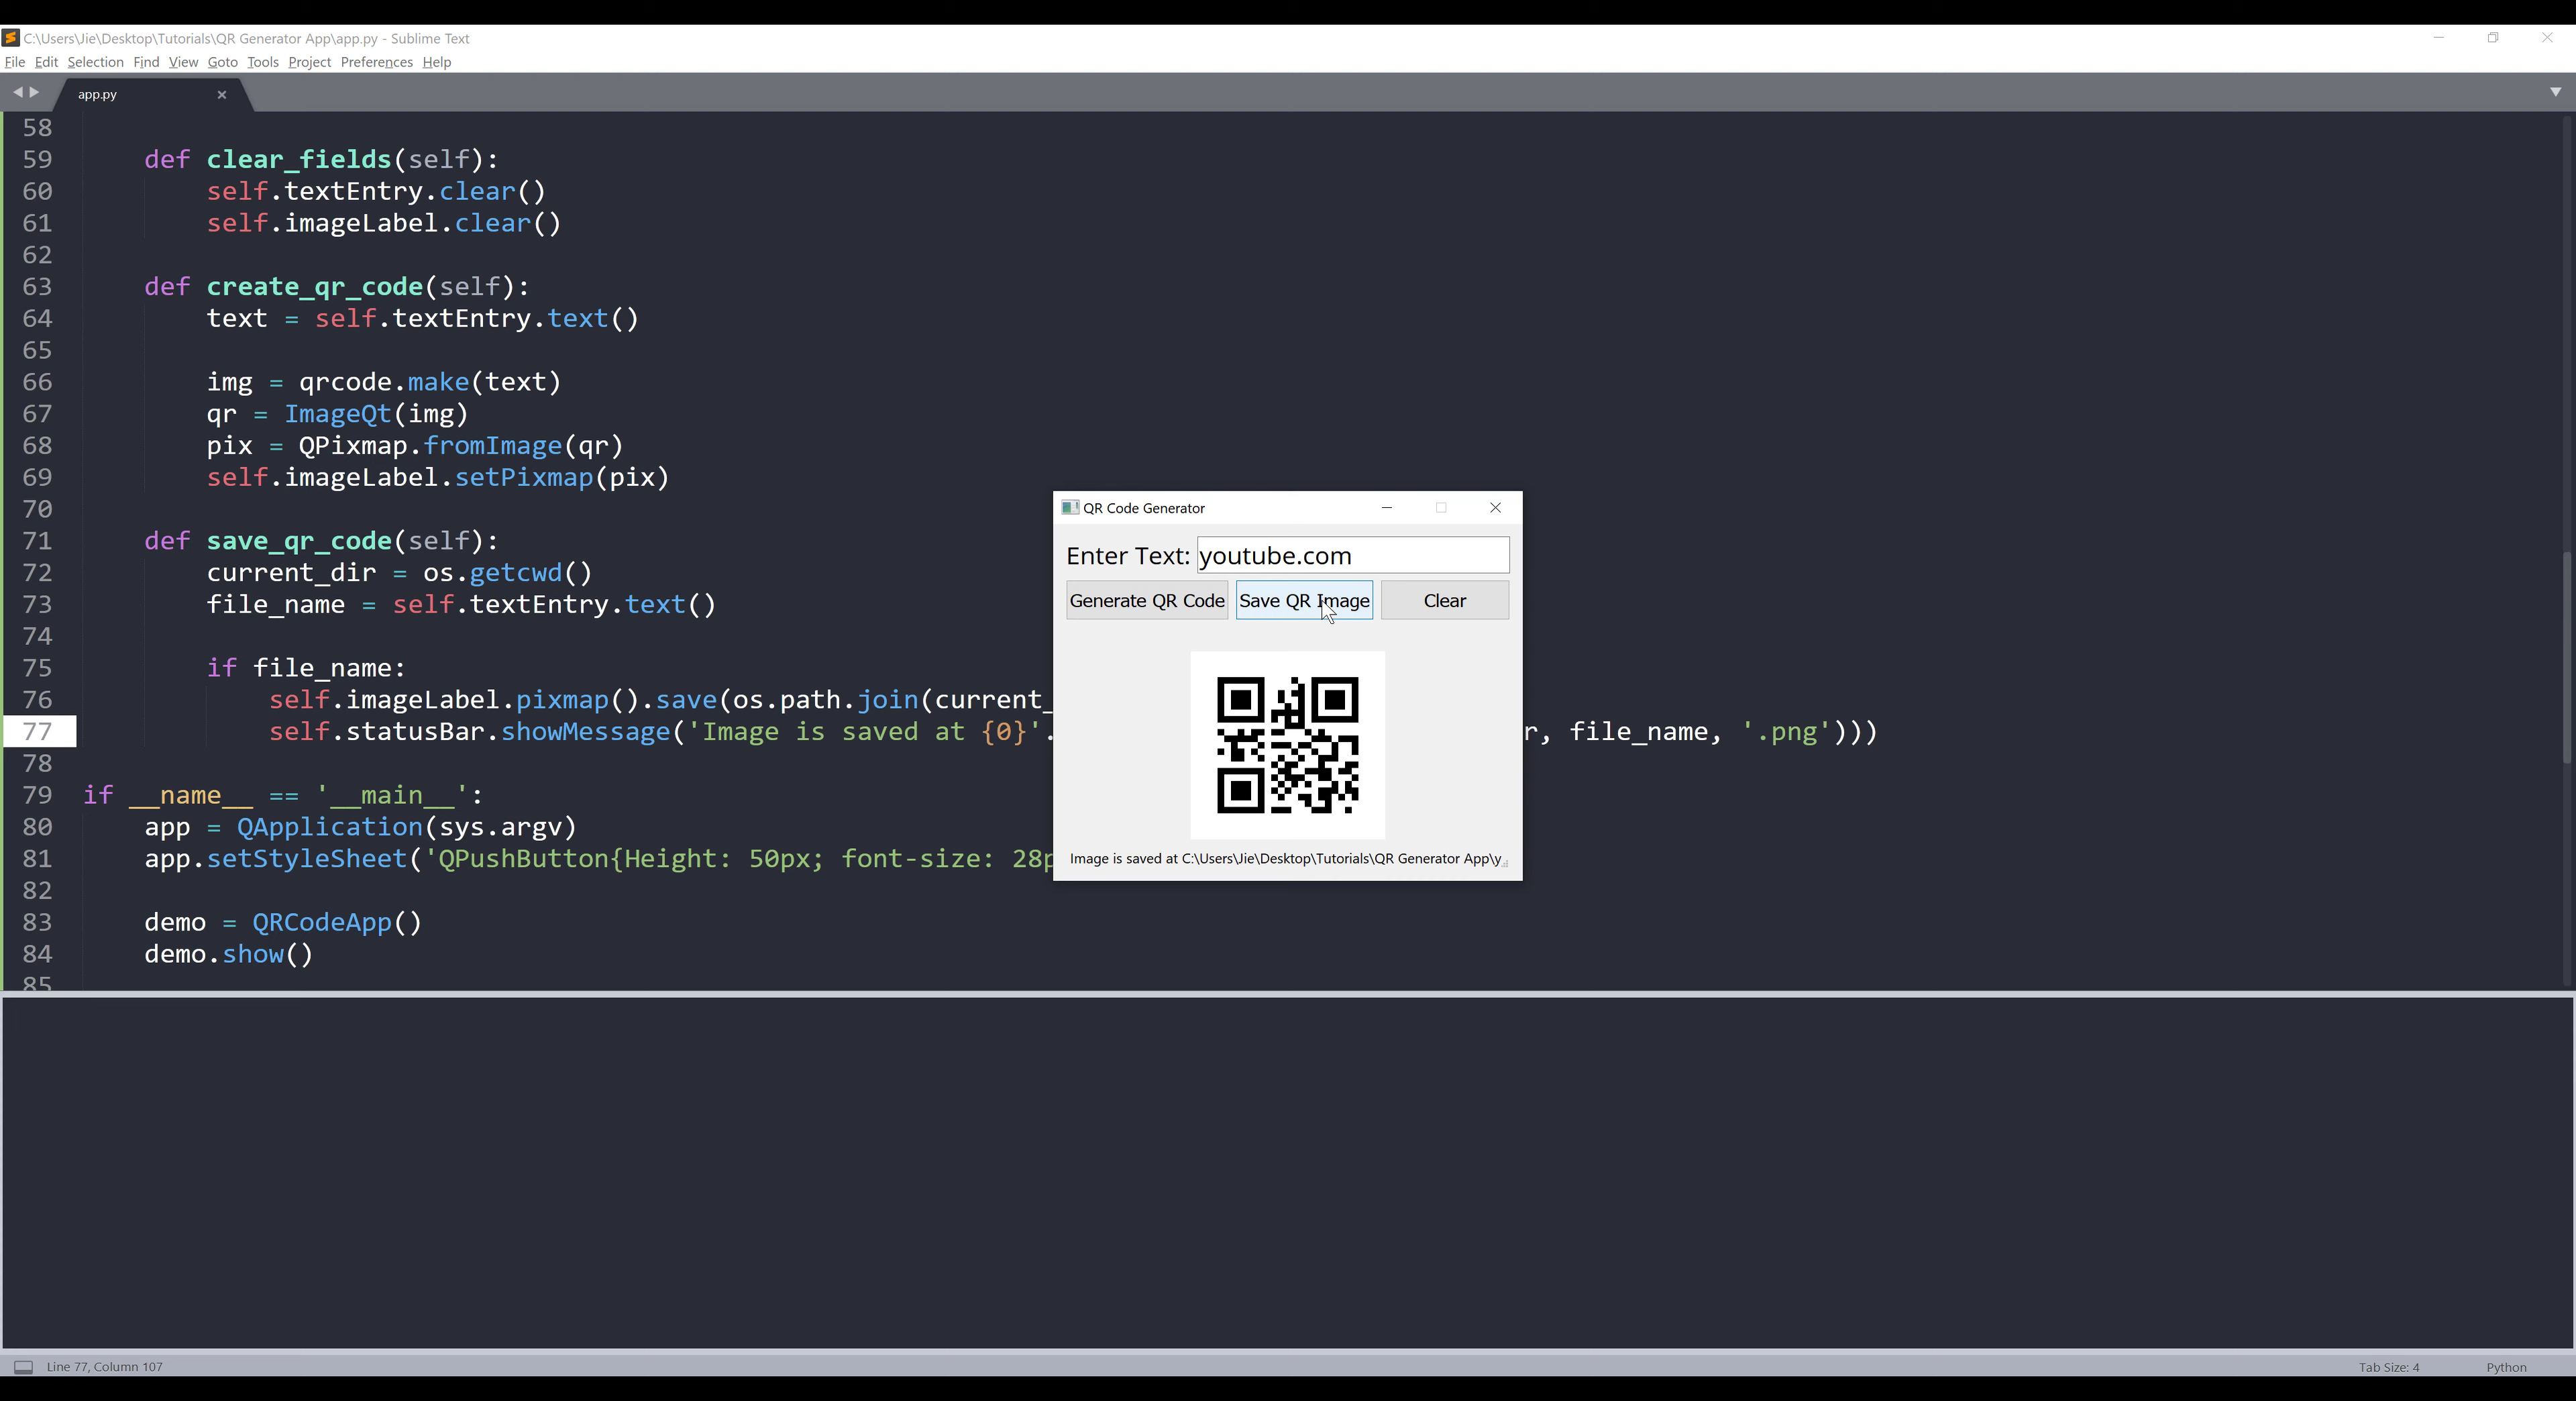 C:\Users\Jie\Desktop\Tutorials\QR Generator App\app.py - Sublime Text
File Edit Selection Find View Goto Tools Project Preferences Help
app.py
58
59 def clear_fields(self):
60 self.textEntry.clear()
61 self.imageLabel.clear()
62
63 def create_qr_code(self):
64 text = self.textEntry.text()
65
66 img = qrcode.make(text)
67 qr = ImageQt(img)
68 pix = QPixmap.fromImage(qr)
69 self.imageLabel.setPixmap(pix)
70
71 def save_qr_code(self):
72 current_dir = os.getcwd()
73 file_name = self.textEntry.text()
74
75 if file_name:
76 self.imageLabel.pixmap().save(os.path.join(current_
77 self.statusBar.showMessage('Image is saved at {0}'. r, file_name, '.png')))
78
79 if __name__ == '__main__':
80 app = QApplication(sys.argv)
81 app.setStyleSheet('QPushButton{Height: 50px; font-size: 28p
82
83 demo = QRCodeApp()
84 demo.show()
85
QR Code Generator
Enter Text: youtube.com
Generate QR Code Save QR Image Clear
Image is saved at C:\Users\Jie\Desktop\Tutorials\QR Generator App\y
Line 77, Column 107 Tab Size: 4 Python